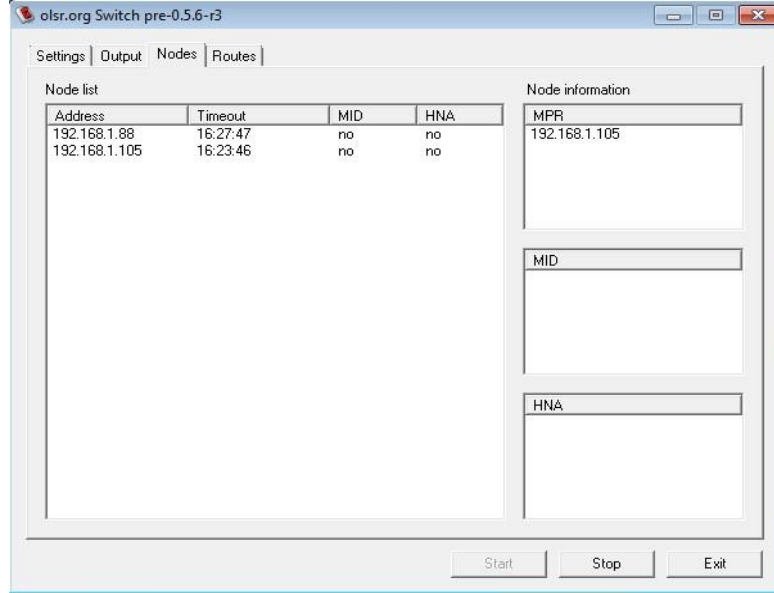 olsr.org Switch pre-0.5.6-r3
Settings Output Nodes Routes
Node list
Address Timeout MID HNA
192.168.1.88 16:27:47 no no
192.168.1.105 16:23:46 no no
Node information
MPR
192.168.1.105
MID
HNA
Start Stop Exit